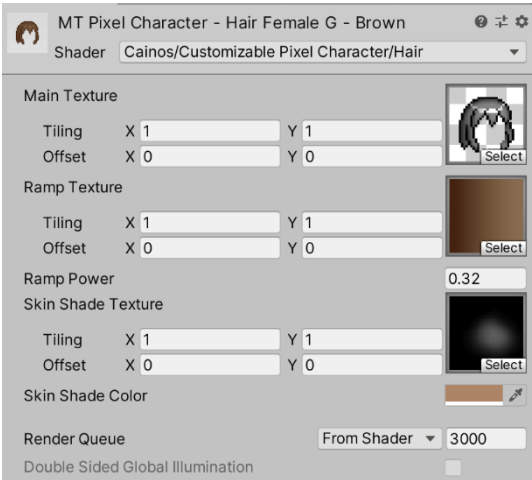 MT Pixel Character - Hair Female G - Brown
Shader Cainos/Customizable Pixel Character/Hair
Main Texture
Tiling X 1 Y 1
Offset X 0 Y 0
Select
Ramp Texture
Tiling X 1 Y 1
Offset X 0 Y 0
Select
Ramp Power 0.32
Skin Shade Texture
Tiling X 1 Y 1
Offset X 0 Y 0
Select
Skin Shade Color
Render Queue From Shader 3000
Double Sided Global Illumination